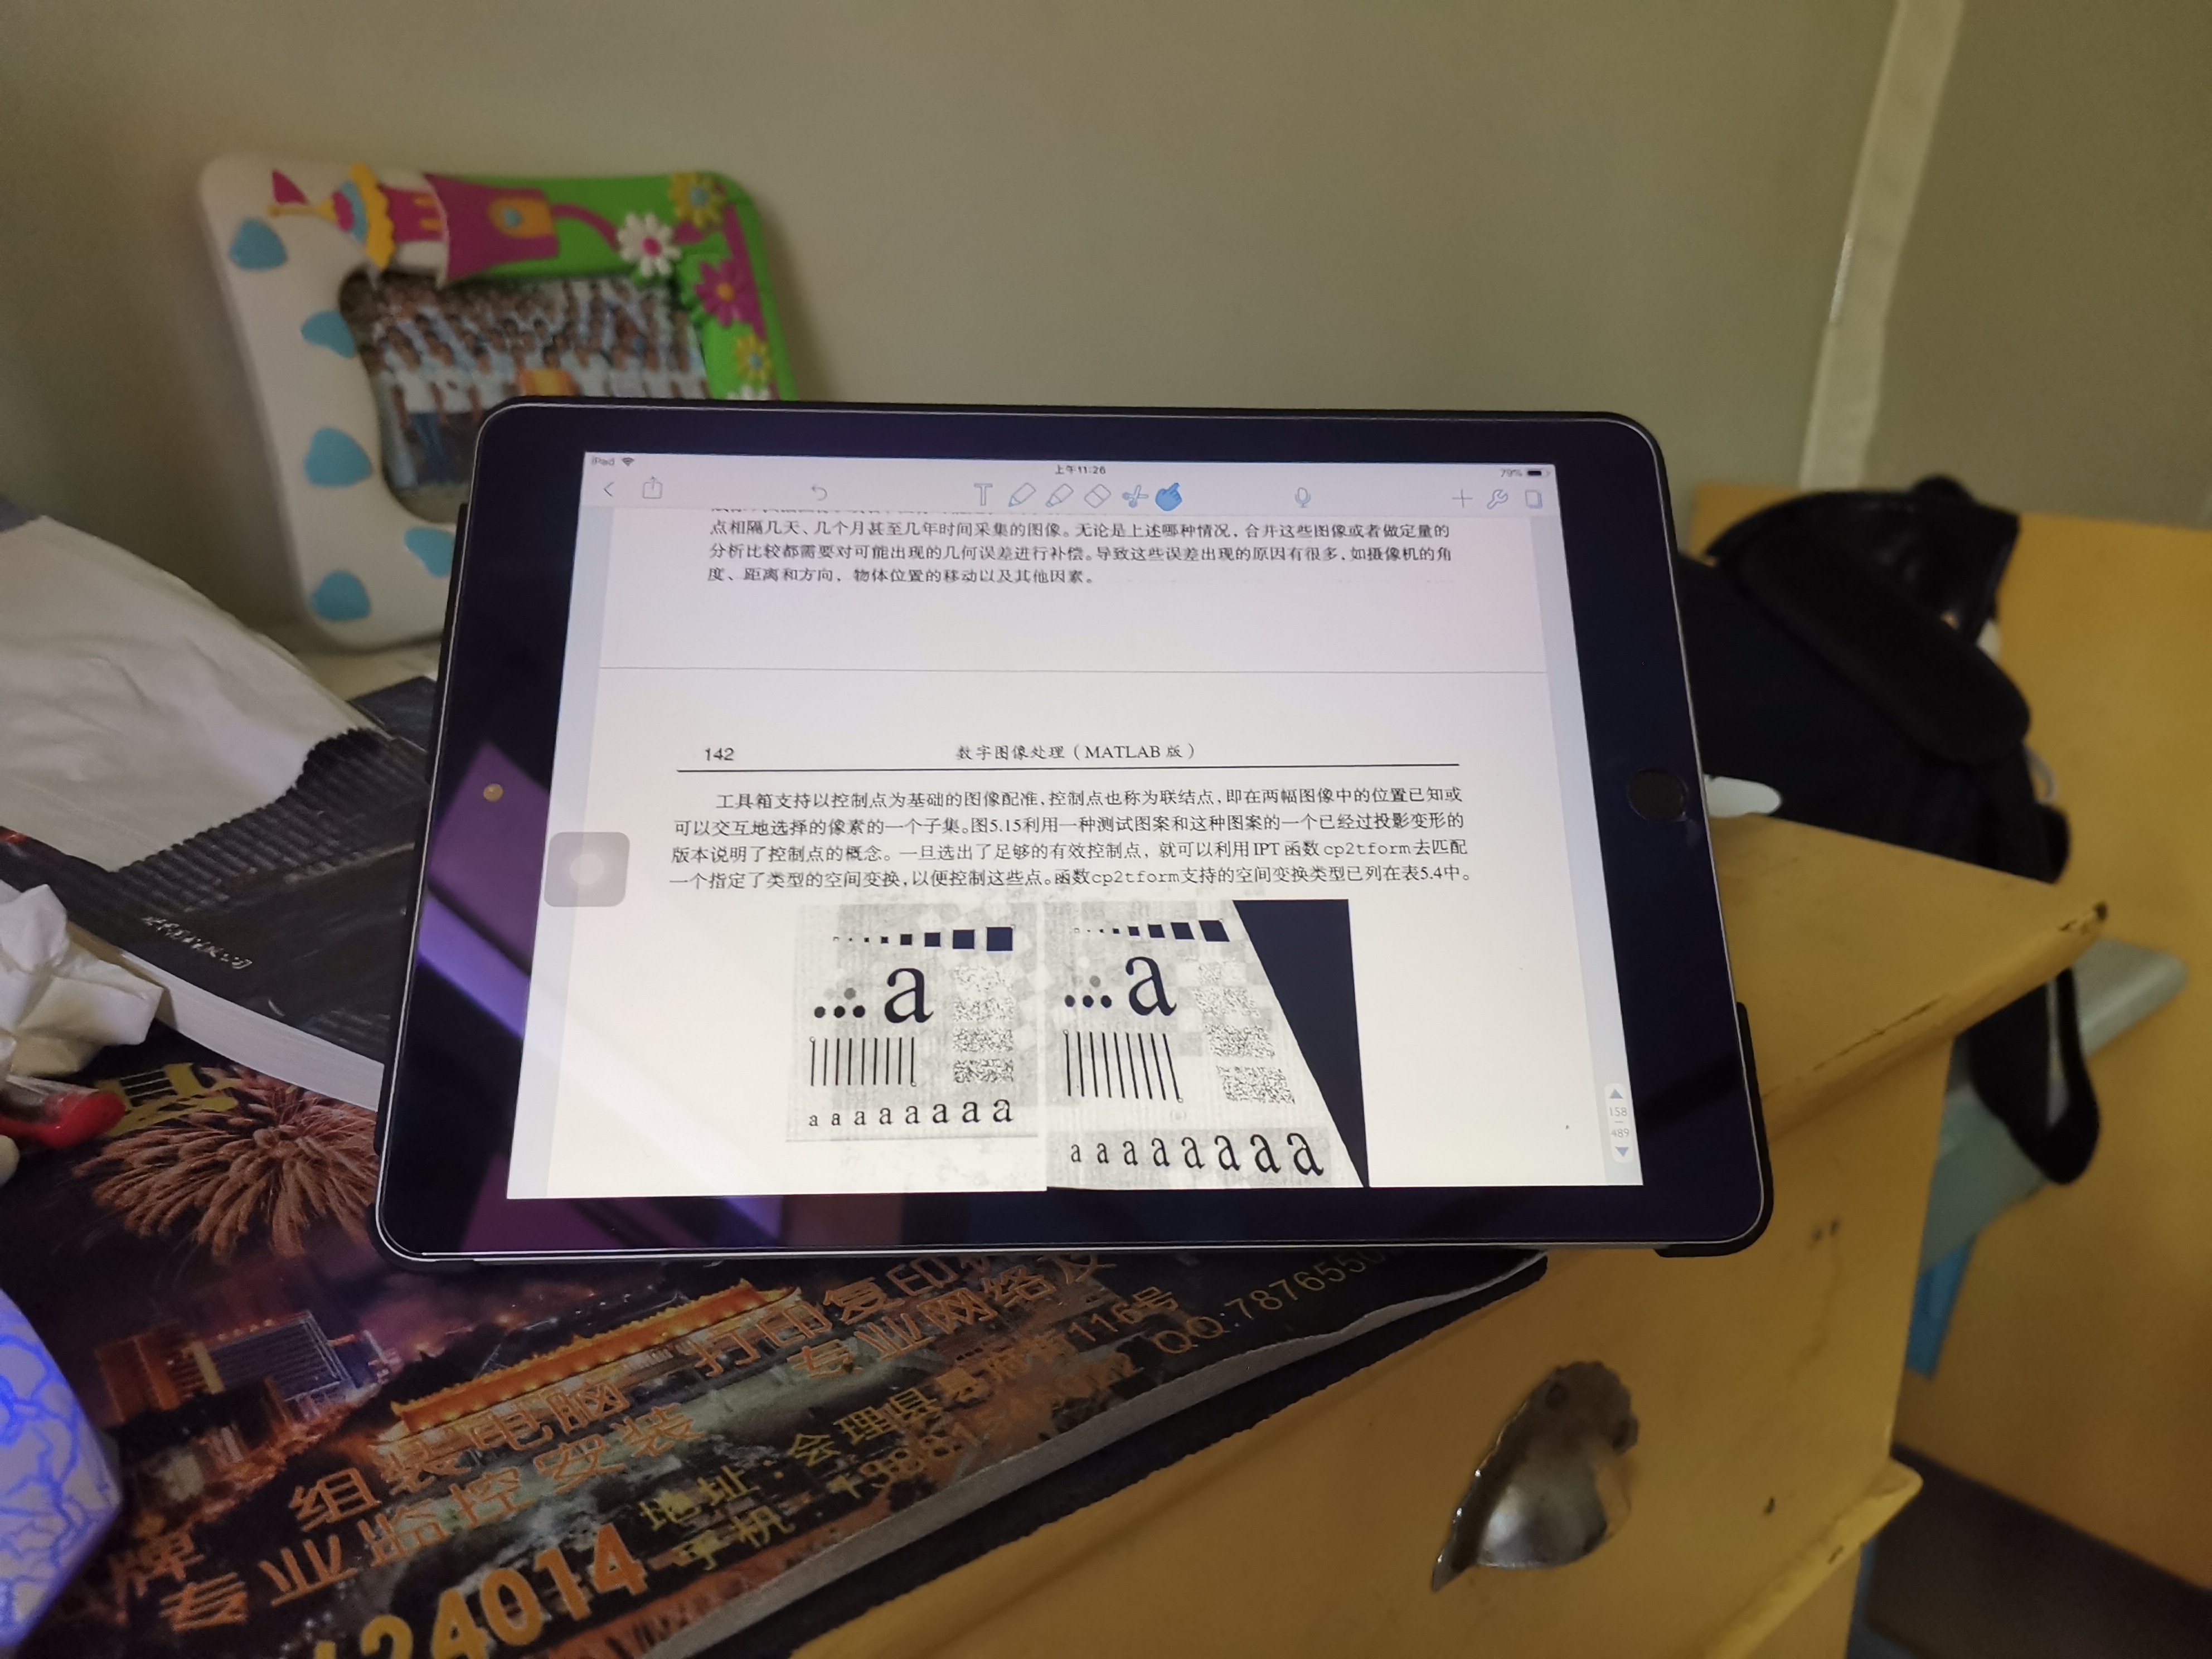 iPad
上午11:26
79%
点相隔几天、几个月甚至几年时间采集的图像。无论是上述哪种情况，合并这些图像或者做定量的
分析比较都需要对可能出现的几何误差进行补偿。导致这些误差出现的原因有很多，如摄像机的角
度、距离和方向、物体位置的移动以及其他因素。
142
数字图像处理（MATLAB 版）
工具箱支持以控制点为基础的图像配准，控制点也称为联结点，即在两幅图像中的位置已知或
可以交互地选择的像素的一个子集。图5.15利用一种测试图案和这种图案的一个已经过投影变形的
版本说明了控制点的概念。一旦选出了足够的有效控制点，就可以利用 IPT 函数 cp2tform 去匹配
一个指定了类型的空间变换，以便控制这些点。函数cp2tform支持的空间变换类型已列在表5.4中。
a
a
a a a a a a a a
a a a a a a a a
158
489
组装电脑 打印复印
专业监控安装 专业网络
地址：会理县 116号
手机：
QQ:787655
牌
24014